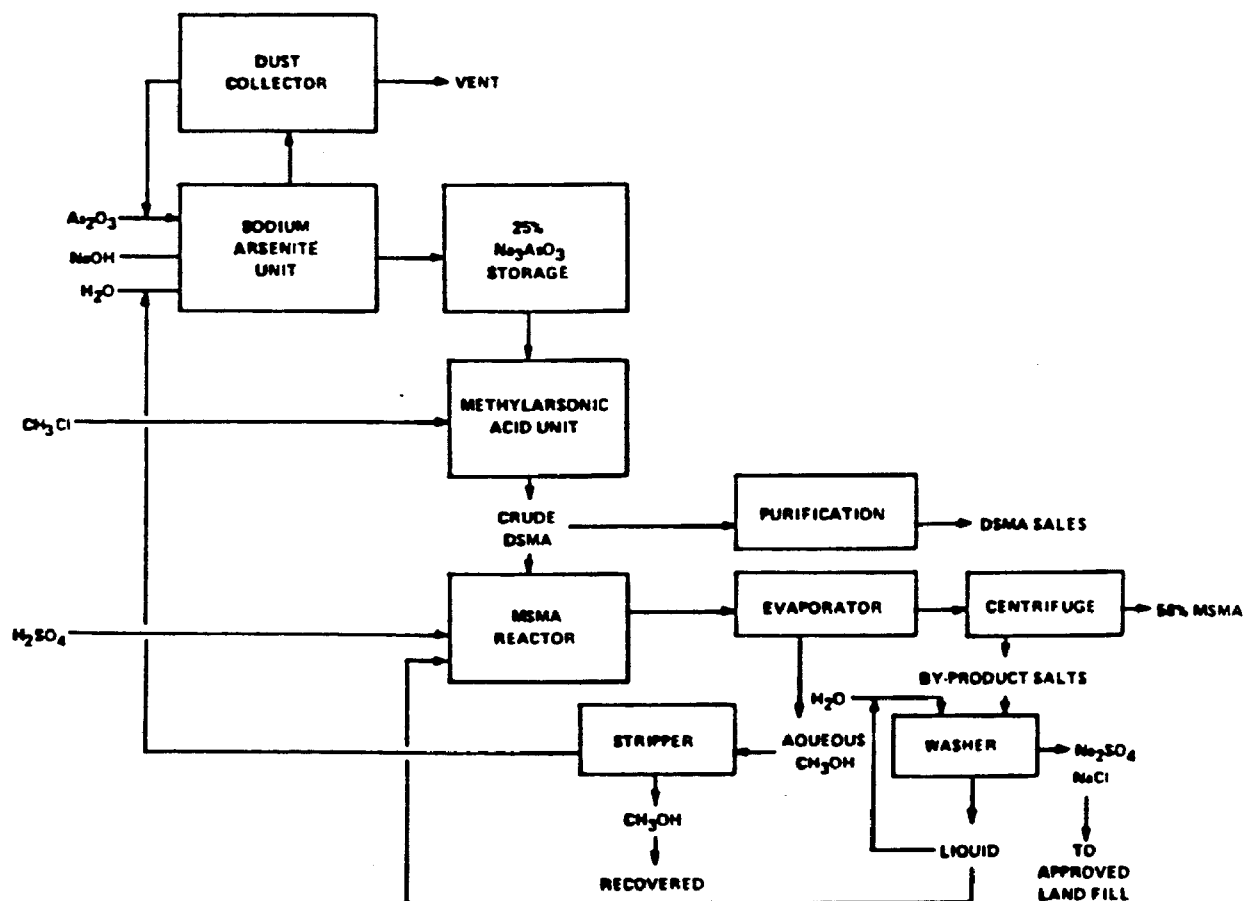 DUST
COLLECTOR
VENT
As₂O₃
NaOH
H₂O
SODIUM
ARSENITE
UNIT
25%
Na₃AsO₃
STORAGE
CH₃Cl
METHYLARSONIC
ACID UNIT
CRUDE
DSMA
PURIFICATION
DSMA SALES
H₂SO₄
MSMA
REACTOR
EVAPORATOR
CENTRIFUGE
58% MSMA
BY-PRODUCT SALTS
H₂O
STRIPPER
AQUEOUS
CH₃OH
WASHER
Na₂SO₄
NaCl
CH₃OH
RECOVERED
LIQUID
TO
APPROVED
LAND FILL